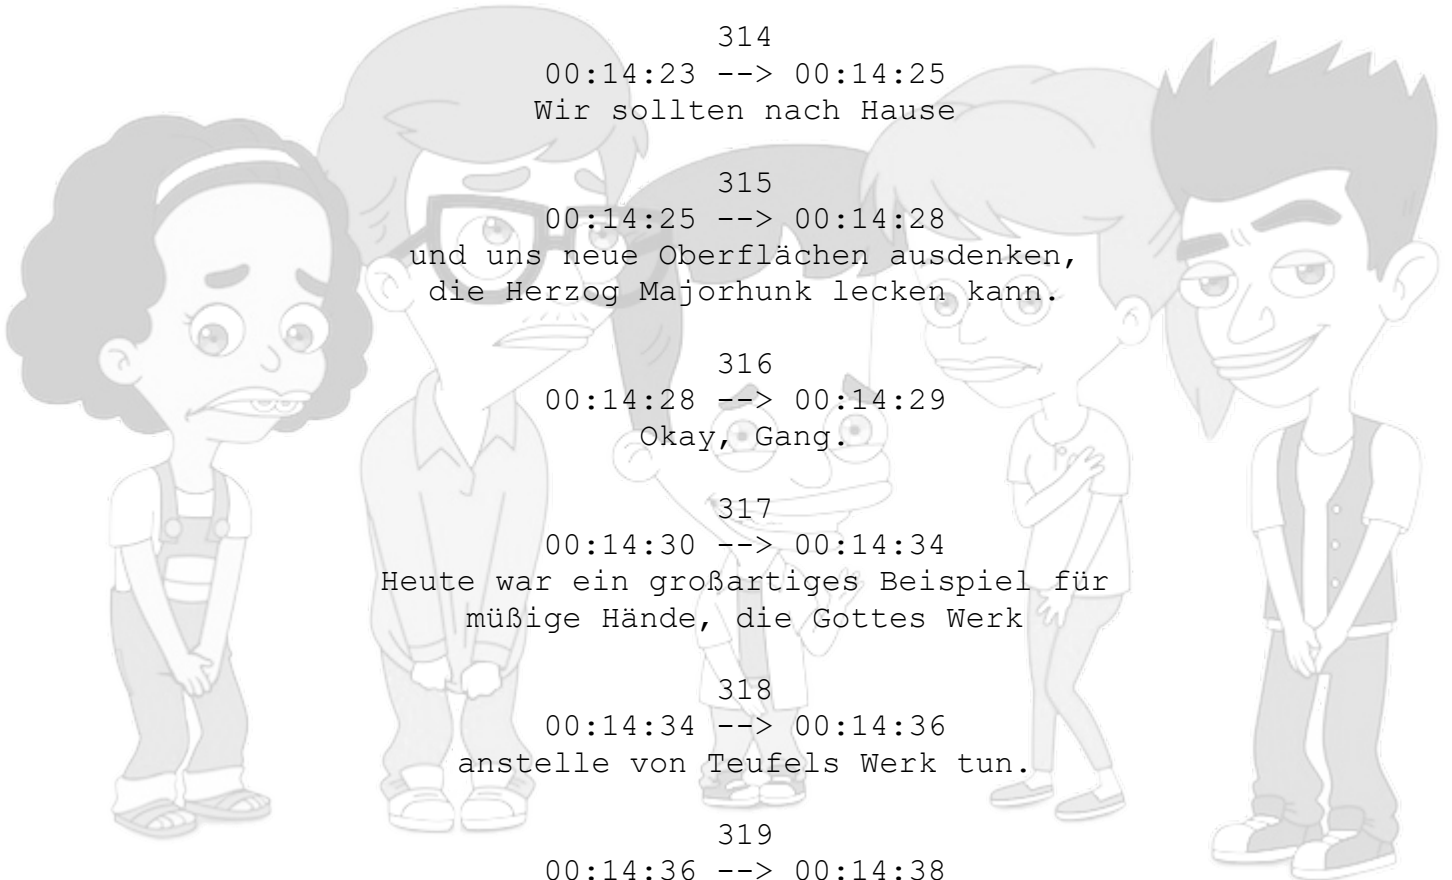 314
00:14:23 --> 00:14:25
Wir sollten nach Hause
315
00:14:25 --> 00:14:28
und uns neue Oberflächen ausdenken,
die Herzog Majorhunk lecken kann.
316
00:14:28 --> 00:14:29
Okay, Gang.
317
00:14:30 --> 00:14:34
Heute war ein großartiges Beispiel für
müßige Hände, die Gottes Werk
318
00:14:34 --> 00:14:36
anstelle von Teufels Werk tun.
319
00:14:36 --> 00:14:38